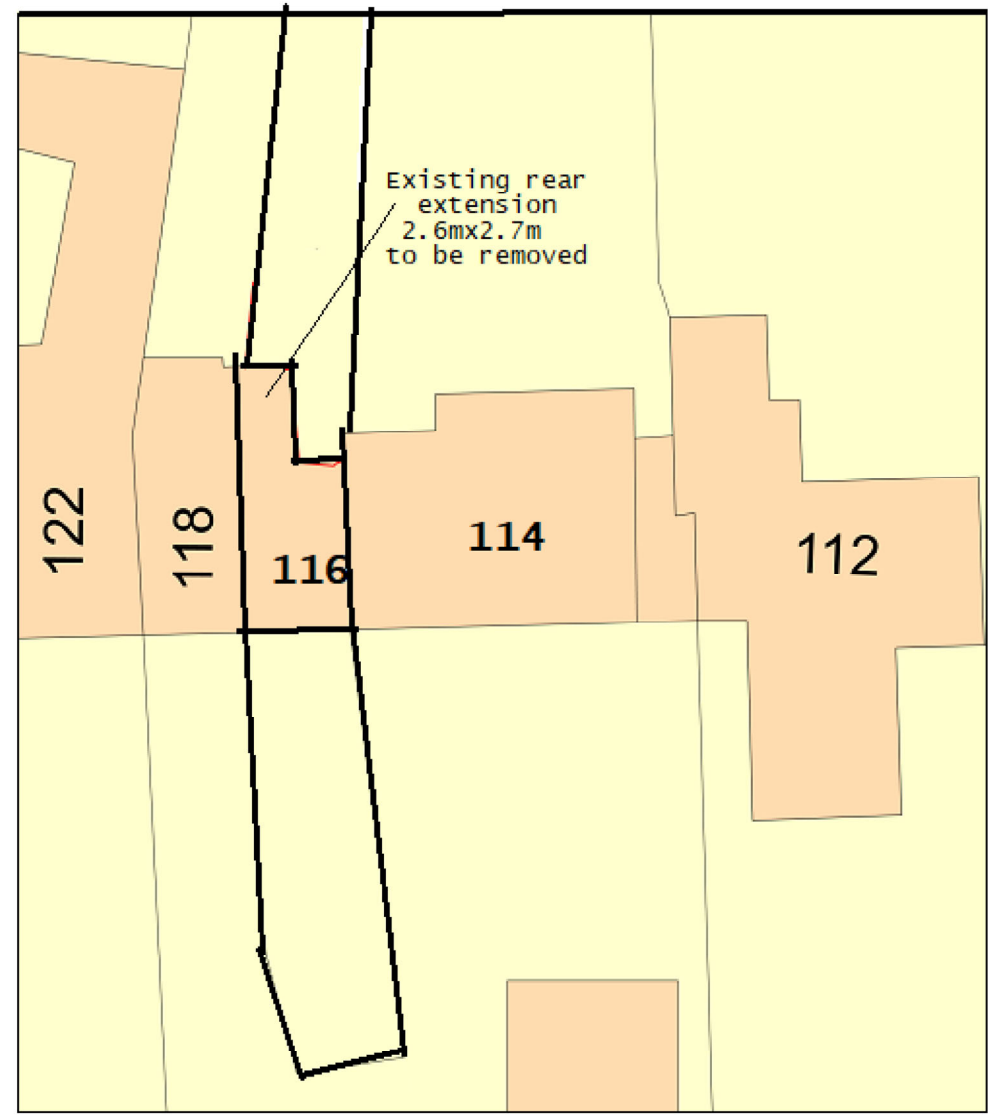 Existing rear
extension
2.6mx2.7m
to be removed
122
118
116
114
112